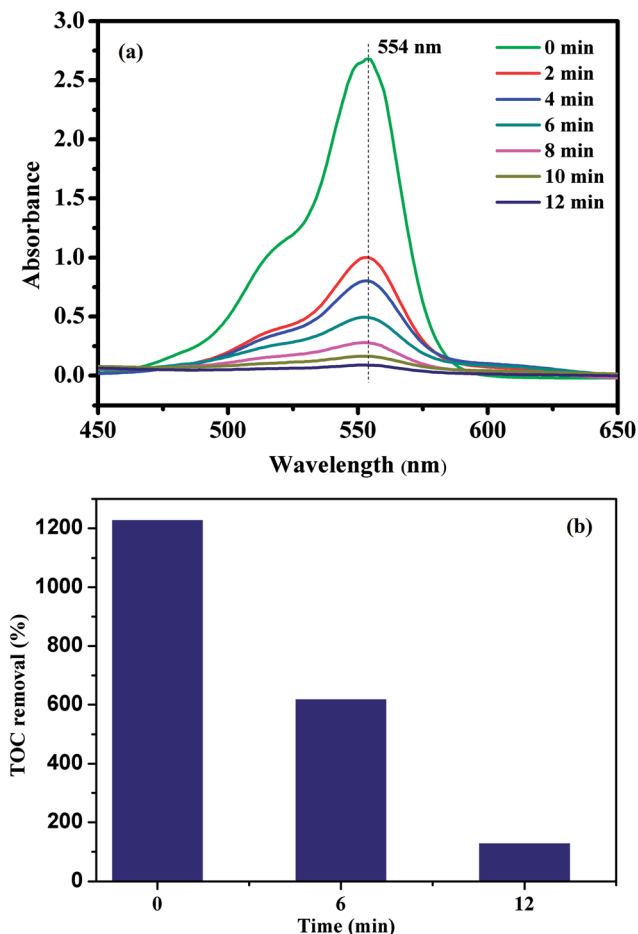 (a)
554 nm
0 min
2 min
4 min
6 min
8 min
10 min
12 min
Absorbance
3.0
2.5
2.0
1.5
1.0
0.5
0.0
450
500
550
600
650
Wavelength (nm)
(b)
TOC removal (%)
1200
1000
800
600
400
200
0
0
6
12
Time (min)